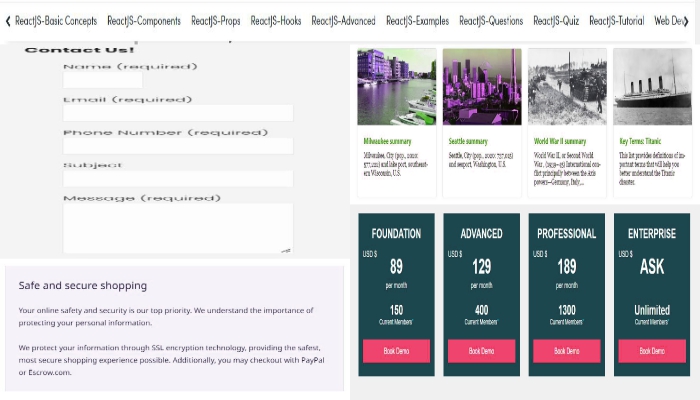 ReactJS-Basic Concepts ReactJS-Components ReactJS-Props ReactJS-Hooks ReactJS-Advanced ReactJS-Examples ReactJS-Questions ReactJS-Quiz ReactJS-Tutorial Web Dev
Contact Us!
Name (required)
Email (required)
Phone Number (required)
Subject
Message (required)
Safe and secure shopping
Your online safety and security is our top priority. We understand the importance of
protecting your personal information.
We protect your information through SSL encryption technology, providing the safest,
most secure shopping experience possible. Additionally, you may checkout with PayPal
or Escrow.com.
Milwaukee summary
Milwaukee, City (pop., 2020:
577,222) and lake port, southeast-
ern Wisconsin, U.S.
Seattle summary
Seattle, City (pop., 2020: 737,015)
and seaport, Washington, U.S.
World War II summary
World War II, or Second World
War, (1939–45) International con-
flict principally between the Axis
powers—Germany, Italy,...
Key Terms: Titanic
This list provides definitions of im-
portant terms that will help you
better understand the Titanic
disaster.
FOUNDATION
USD $
89
per month
150
Current Members'
Book Demo
ADVANCED
USD $
129
per month
400
Current Members'
Book Demo
PROFESSIONAL
USD $
189
per month
1300
Current Members'
Book Demo
ENTERPRISE
USD $
ASK
Unlimited
Current Members'
Book Demo